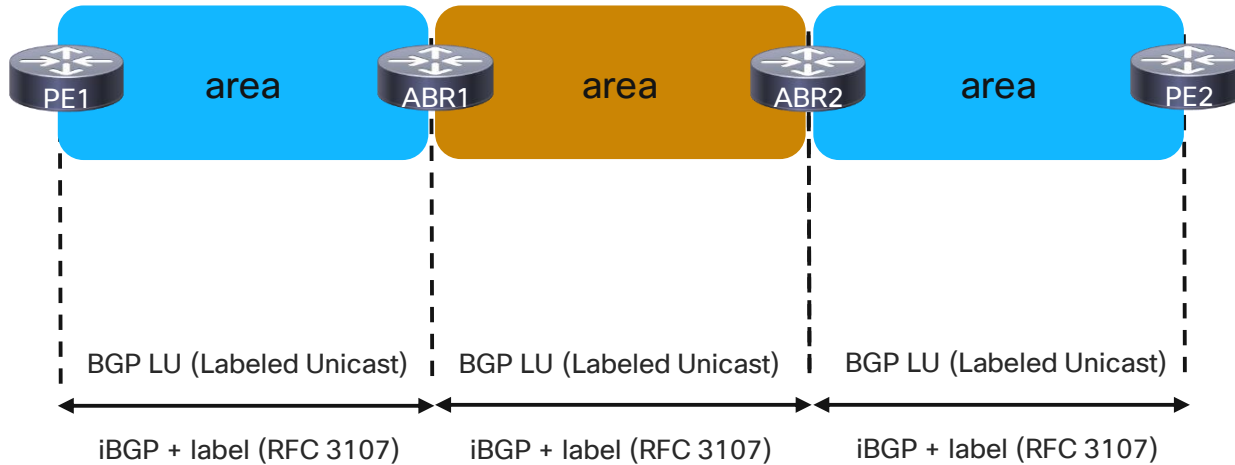 PE1
area
ABR1
area
ABR2
area
PE2
BGP LU (Labeled Unicast)
BGP LU (Labeled Unicast)
BGP LU (Labeled Unicast)
iBGP + label (RFC 3107)
iBGP + label (RFC 3107)
iBGP + label (RFC 3107)